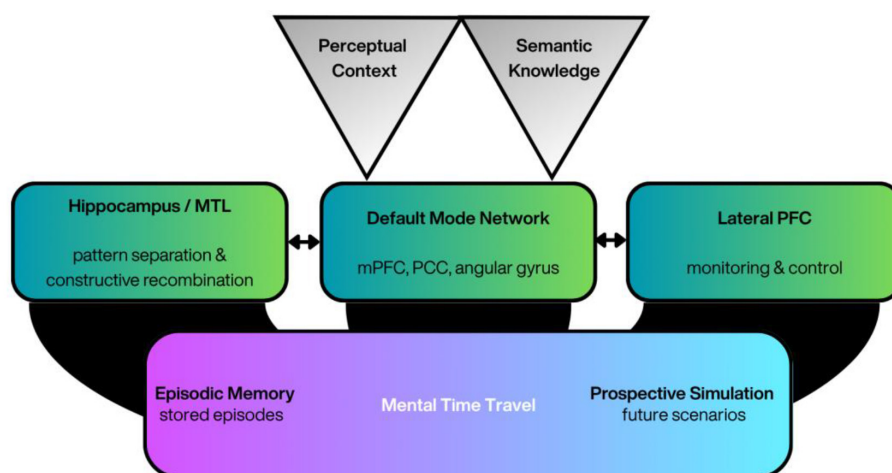 Perceptual
Context
Semantic
Knowledge
Hippocampus / MTL
pattern separation &
constructive recombination
Default Mode Network
mPFC, PCC, angular gyrus
Lateral PFC
monitoring & control
Episodic Memory
stored episodes
Mental Time Travel
Prospective Simulation
future scenarios